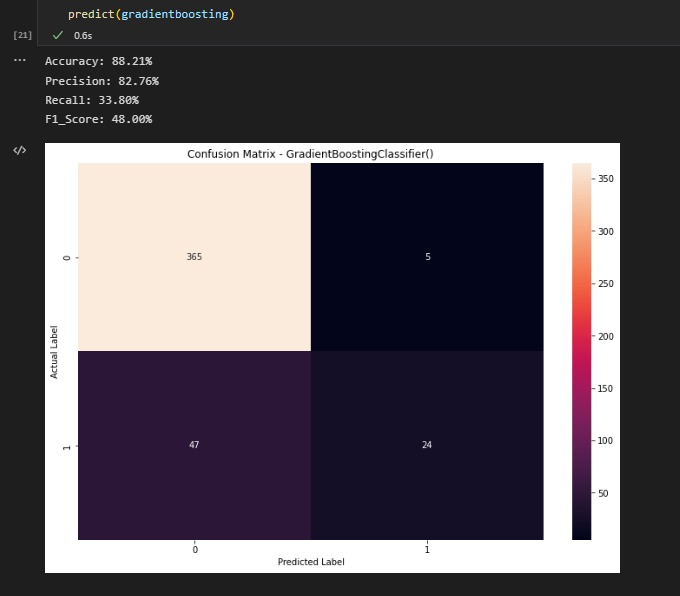 predict(gradientboosting)
[21]
0.6s
...
Accuracy: 88.21%
Precision: 82.76%
Recall: 33.80%
F1_Score: 48.00%
</>
Confusion Matrix - GradientBoostingClassifier()
0
365
5
1
47
24
Actual Label
0
1
Predicted Label
350
300
250
200
150
100
50